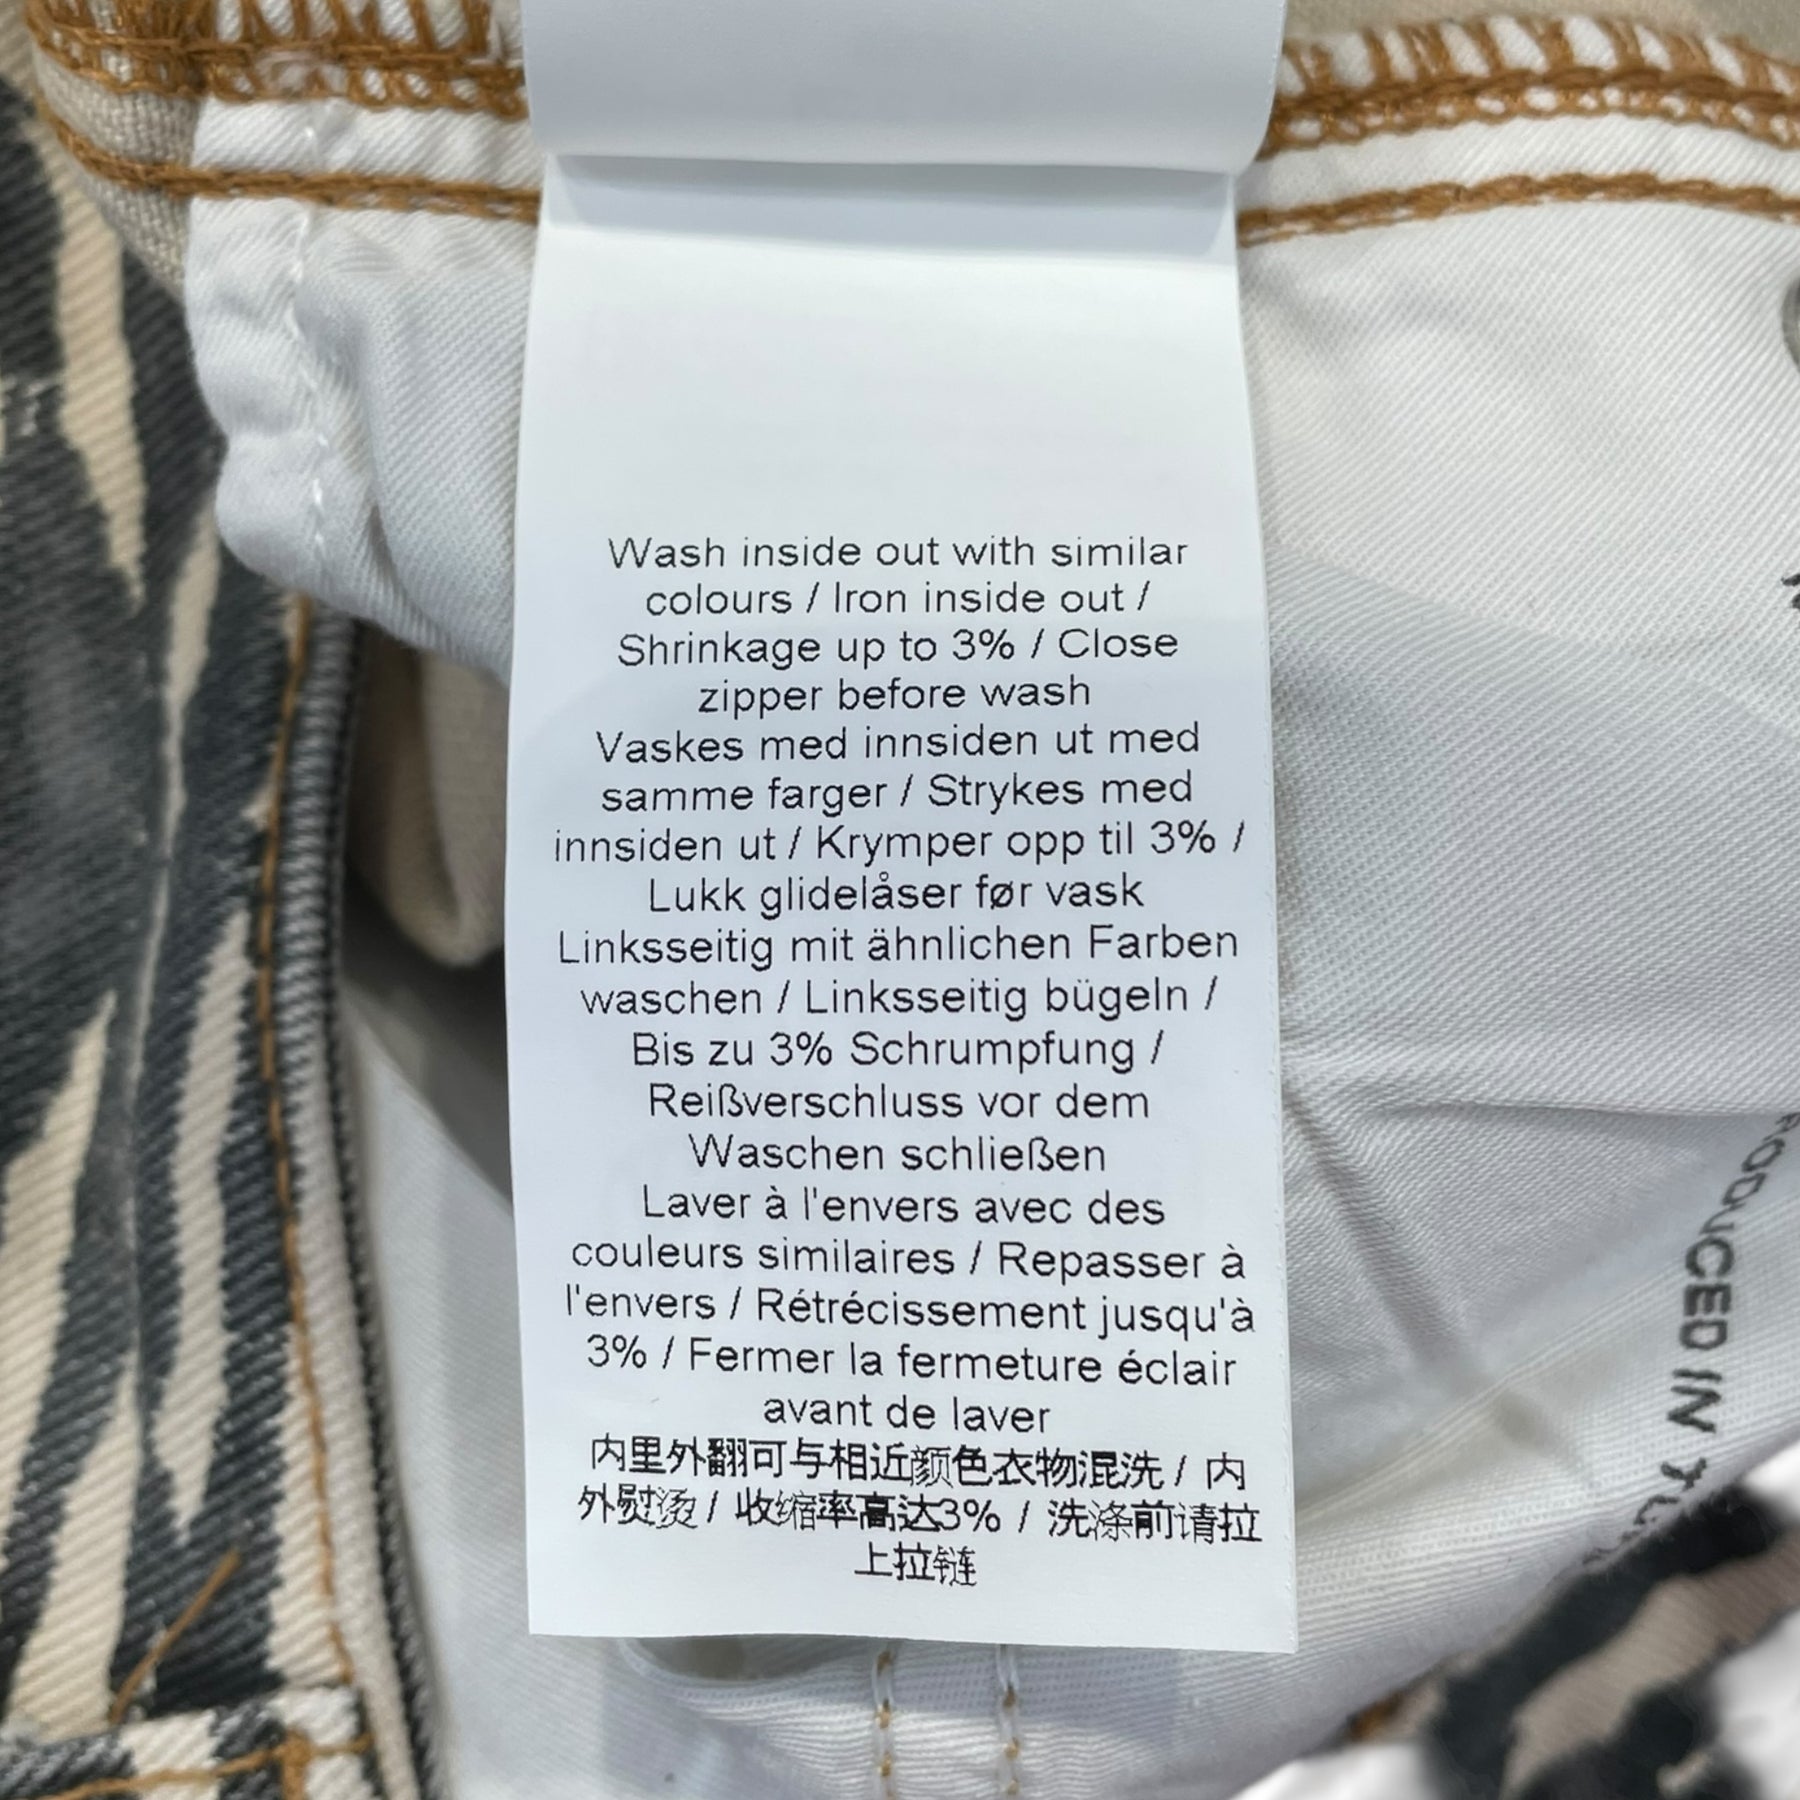 Wash inside out with similar
colours / Iron inside out /
Shrinkage up to 3% / Close
zipper before wash
Vaskes med innsiden ut med
samme farger / Strykes med
innsiden ut / Krymper opp til 3% /
Lukk glidelåser før vask
Linksseitig mit ähnlichen Farben
waschen / Linksseitig bügeln /
Bis zu 3% Schrumpfung /
Reißverschluss vor dem
Waschen schließen
Laver à l'envers avec des
couleurs similaires / Repasser à
l'envers / Rétrécissement jusqu'à
3% / Fermer la fermeture éclair
avant de laver
内里外翻可与相近颜色衣物混洗 / 内
外熨烫 / 收缩率高达3% / 洗涤前请拉
上拉链
PRODUCED IN